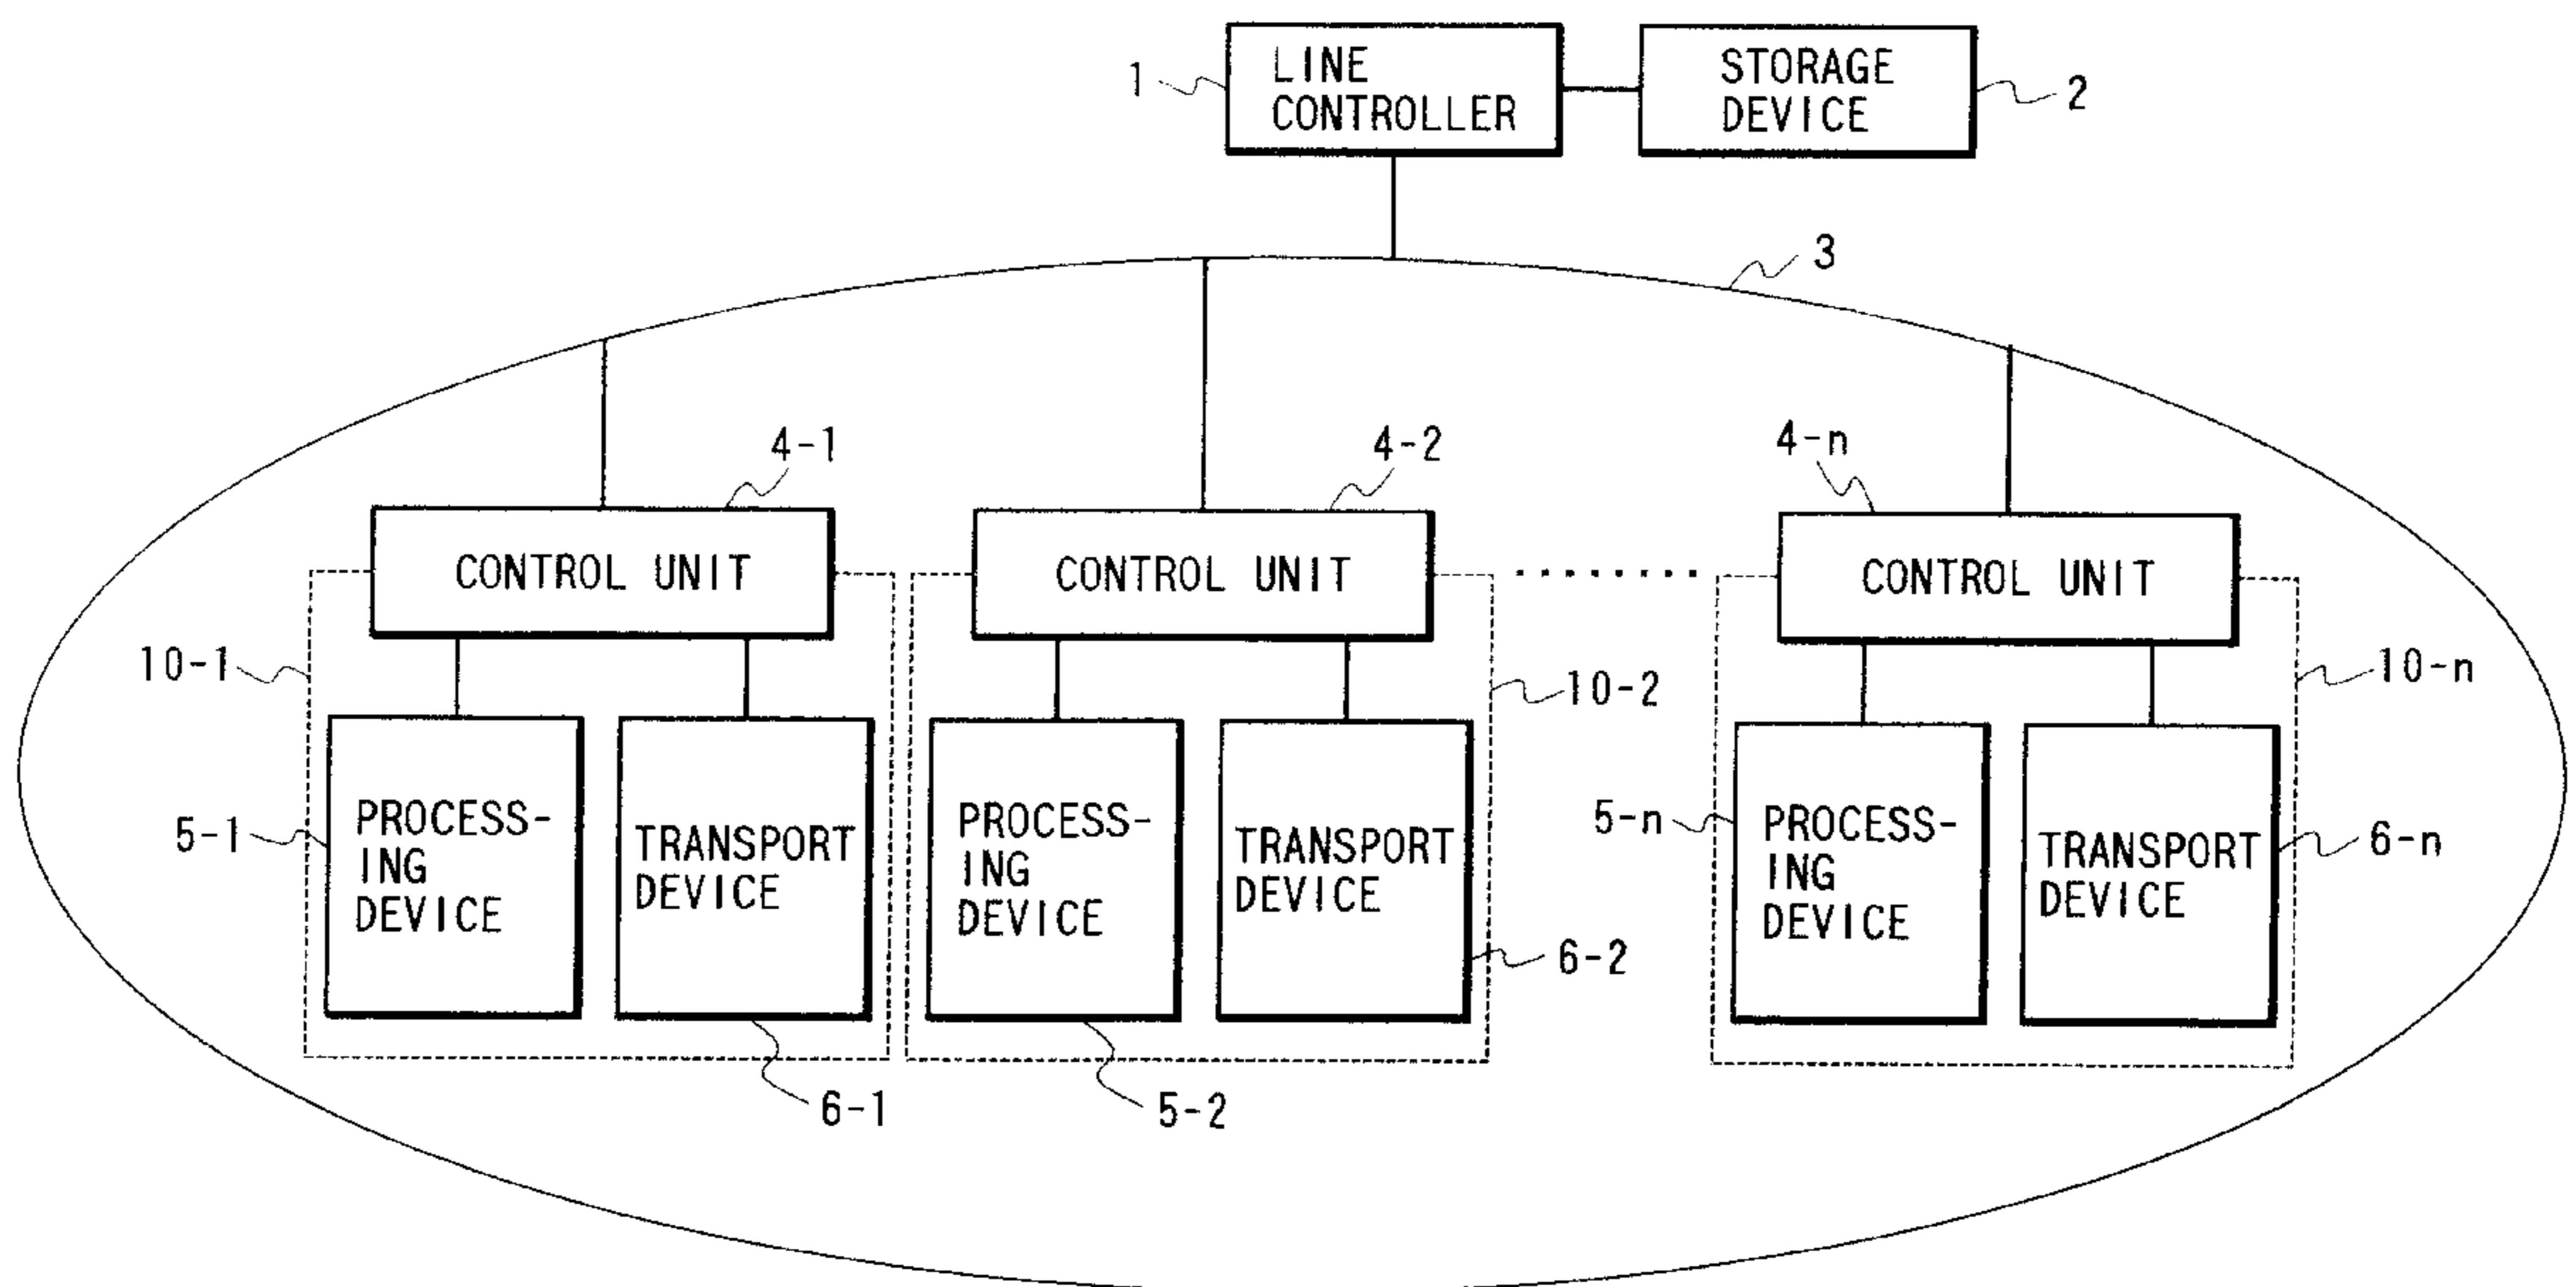 1
LINE
CONTROLLER
STORAGE
DEVICE
2
3
4-1
4-2
4-n
CONTROL UNIT
CONTROL UNIT
CONTROL UNIT
10-1
10-2
10-n
5-1
PROCESS-
ING
DEVICE
TRANSPORT
DEVICE
PROCESS-
ING
DEVICE
TRANSPORT
DEVICE
6-2
5-n
PROCESS-
ING
DEVICE
TRANSPORT
DEVICE
6-n
6-1
5-2